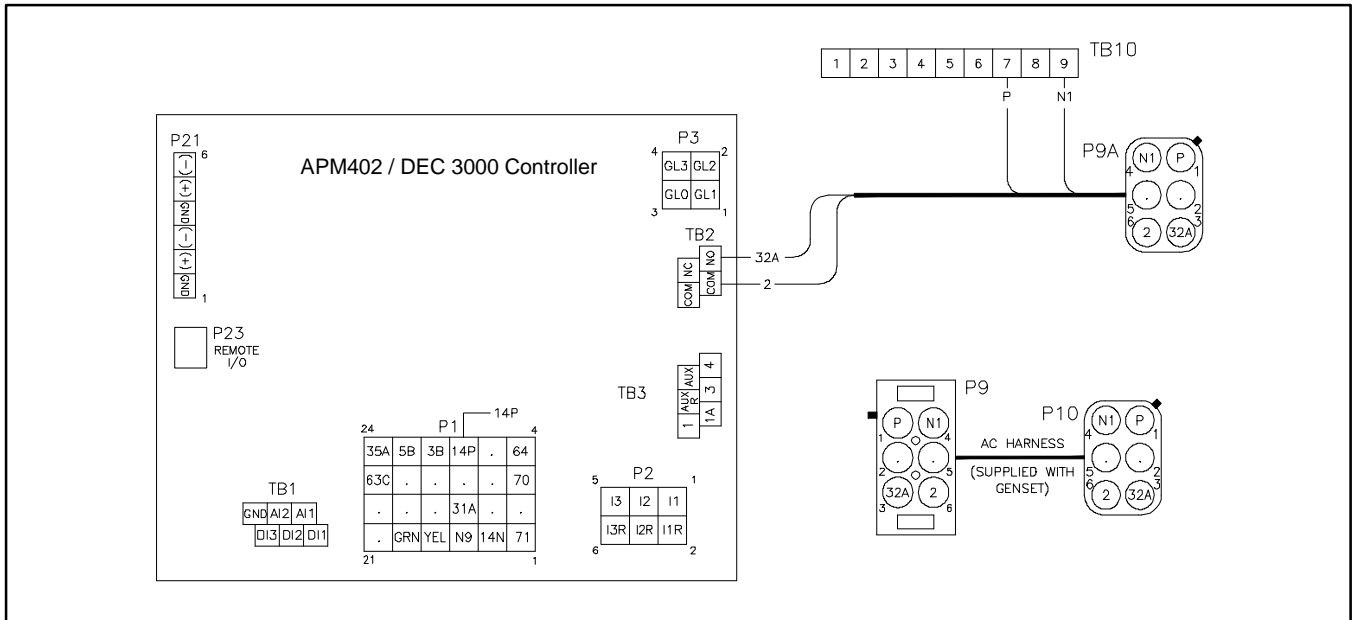 1 2 3 4 5 6 7 8 9 TB10
P N1
P21
6
(-)
(+)
GND
(-)
(+)
GND
1
APM402 / DEC 3000 Controller
P3
4 2
GL3 GL2
GL0 GL1
3 1
TB2
NC NO
COM COM
32A
2
P9A
N1 P
4 1
. .
5 2
6 3
2 32A
P23
REMOTE
I/O
TB3
AUX 4
AUX R 3
1 1A
14P
24 P1 4
35A 5B 3B 14P . 64
63C . . . . 70
. . . 31A . .
. GRN YEL N9 14N 71
21 1
TB1
GND AI2 AI1
DI3 DI2 DI1
P2
5 1
I3 I2 I1
I3R I2R I1R
6 2
P9
P N1
1 4
. .
2 5
32A 2
3 6
AC HARNESS
(SUPPLIED WITH
GENSET)
P10
N1 P
4 1
. .
5 2
6 3
2 32A